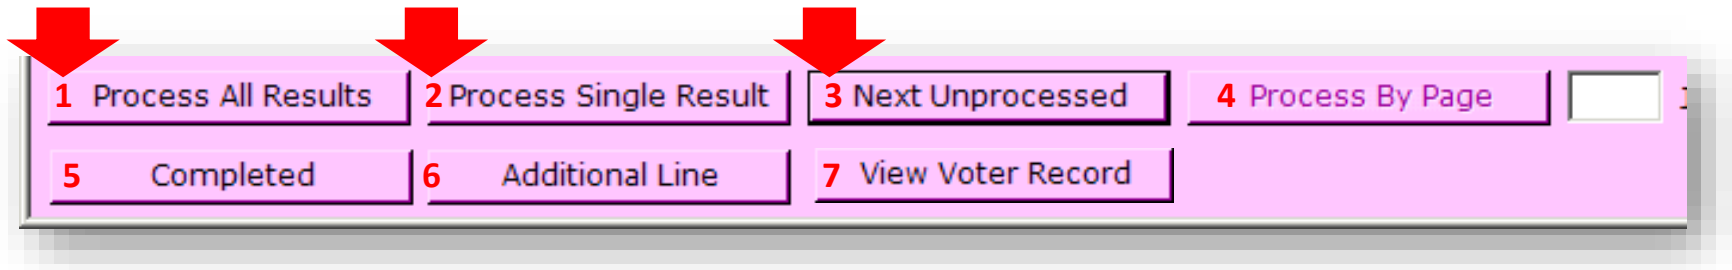 1 Process All Results 2 Process Single Result 3 Next Unprocessed 4 Process By Page
5 Completed 6 Additional Line 7 View Voter Record